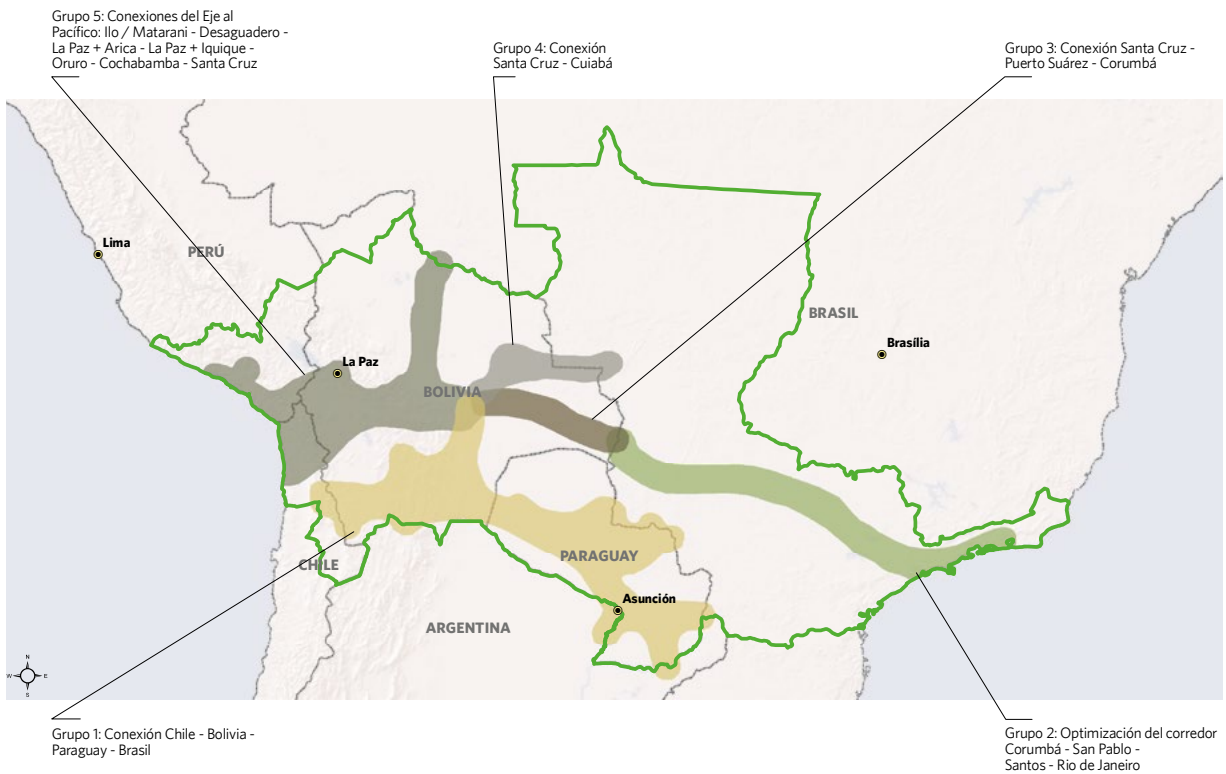 Grupo 5: Conexiones del Eje al
Pacífico: Ilo / Matarani - Desaguadero -
La Paz + Arica - La Paz + Iquique -
Oruro - Cochabamba - Santa Cruz
Grupo 4: Conexión
Santa Cruz - Cuiabá
Grupo 3: Conexión Santa Cruz -
Puerto Suárez - Corumbá
Lima
PERÚ
BRASIL
Brasília
La Paz
BOLIVIA
PARAGUAY
CHILE
Asunción
ARGENTINA
N
W
E
S
Grupo 1: Conexión Chile - Bolivia -
Paraguay - Brasil
Grupo 2: Optimización del corredor
Corumbá - San Pablo -
Santos - Rio de Janeiro